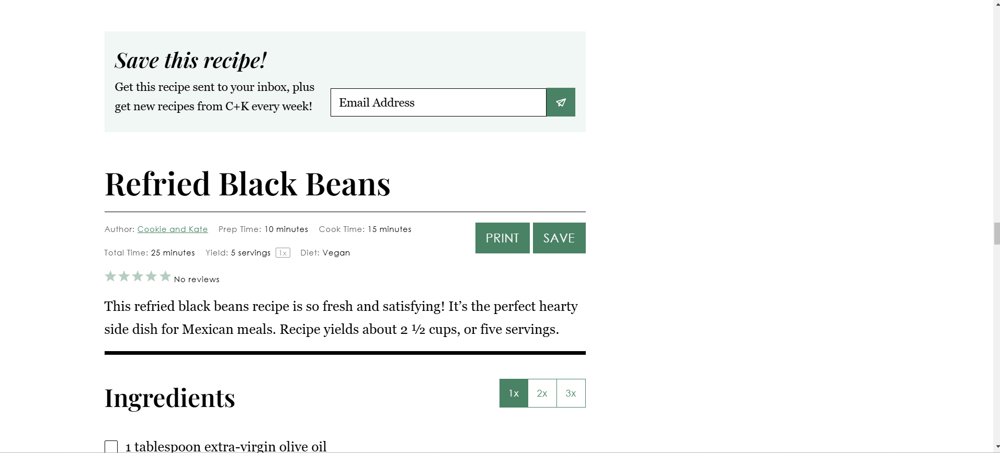 Save this recipe!
Get this recipe sent to your inbox, plus
get new recipes from C+K every week!
Email Address
Refried Black Beans
Author: Cookie and Kate Prep Time: 10 minutes Cook Time: 15 minutes
PRINT SAVE
Total Time: 25 minutes Yield: 5 servings 1x Diet: Vegan
No reviews
This refried black beans recipe is so fresh and satisfying! It’s the perfect hearty
side dish for Mexican meals. Recipe yields about 2 ½ cups, or five servings.
Ingredients
1x 2x 3x
1 tablespoon extra-virgin olive oil